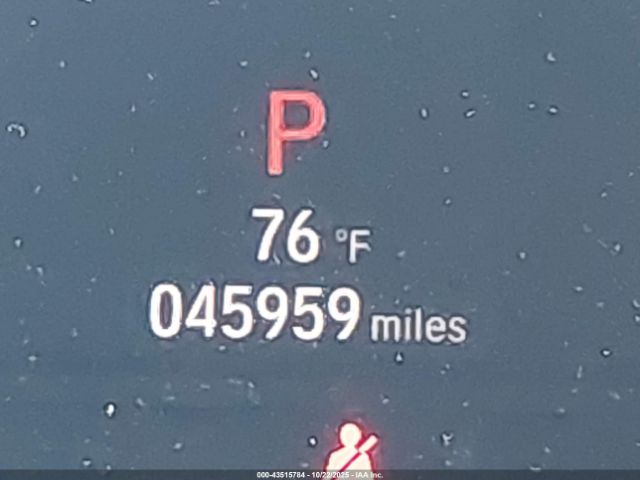 P
76 °F
045959 miles
000-43515784 - 10/22/2025 - IAA Inc.